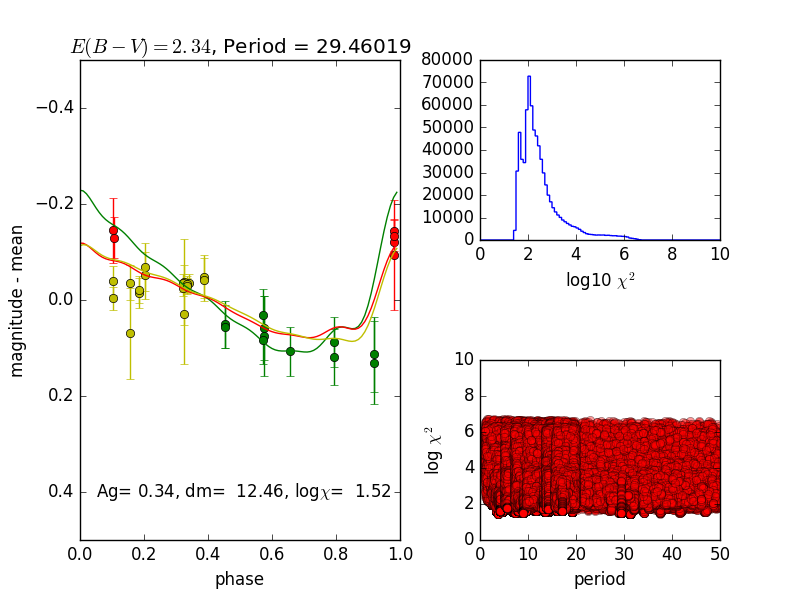 E(B − V) = 2.34, Period = 29.46019
−0.4
−0.2
0.0
0.2
0.4
magnitude - mean
Ag= 0.34, dm= 12.46, logχ= 1.52
0.0 0.2 0.4 0.6 0.8 1.0
phase
80000
70000
60000
50000
40000
30000
20000
10000
0
0 2 4 6 8 10
log10 χ²
10
8
6
4
2
0
log χ²
0 10 20 30 40 50
period